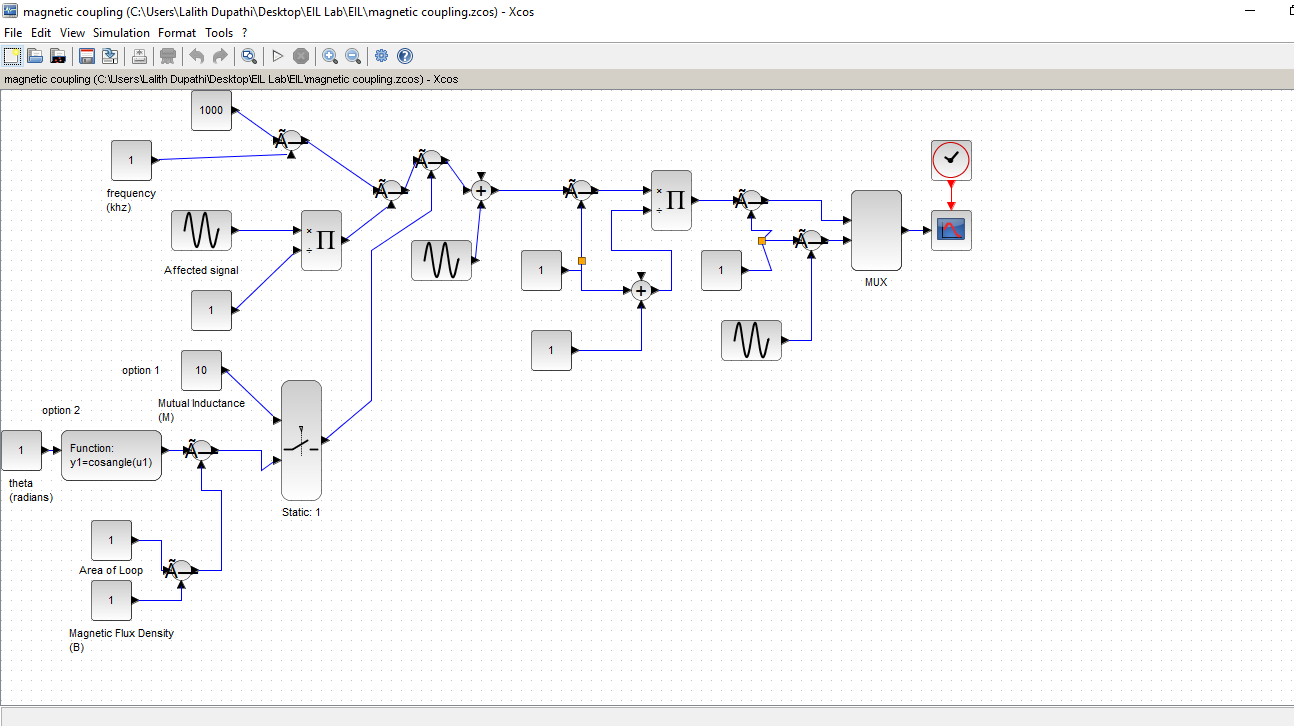 magnetic coupling (C:\Users\Lalith Dupathi\Desktop\EIL Lab\EIL\magnetic coupling.zcos) - Xcos
File Edit View Simulation Format Tools ?
magnetic coupling (C:\Users\Lalith Dupathi\Desktop\EIL Lab\EIL\magnetic coupling.zcos) - Xcos
1000
Ã—
1
frequency
(khz)
Ã—
Ã—
+
Ã—
×
÷
Π
Ã—
Affected signal
×
÷
Π
Ã—
MUX
1
1
+
1
1
option 1
10
Mutual Inductance
(M)
option 2
1
theta
(radians)
Function:
y1=cosangle(u1)
Ã—
Static: 1
1
Area of Loop
Ã—
1
Magnetic Flux Density
(B)